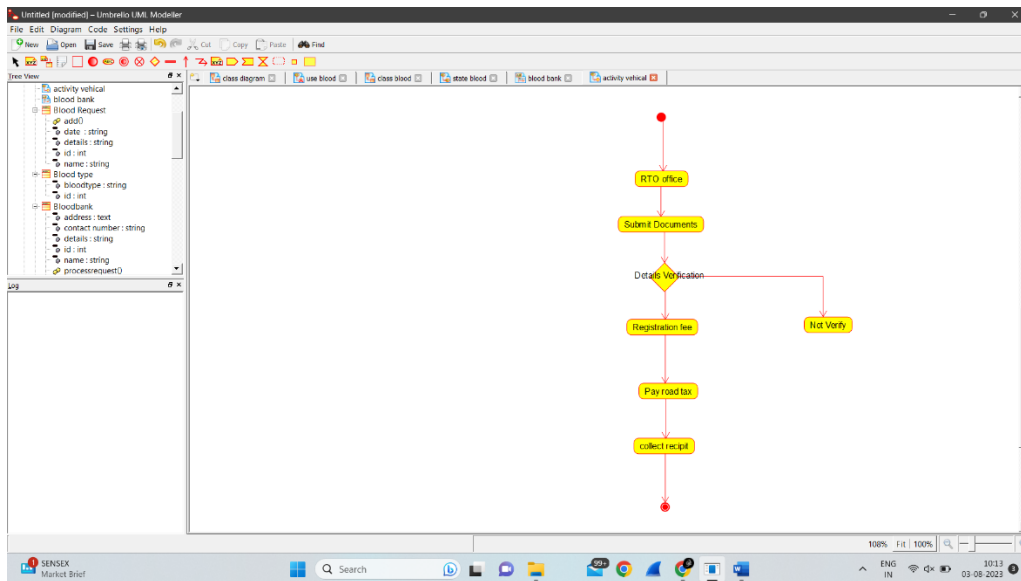 Untitled [modified] – Umbrello UML Modeller
File Edit Diagram Code Settings Help
New Open Save Cut Copy Paste Find
Tree View
class diagram use blood class blood state blood blood bank activity vehical
activity vehical
blood bank
Blood Request
add()
date : string
details : string
id : int
name : string
Blood type
bloodtype : string
id : int
Bloodbank
address : text
contact number : string
details : string
id : int
name : string
processrequest()
Log
RTO office
Submit Documents
Details Verification
Registration fee
Not Verify
Pay road tax
collect recipit
108% Fit 100%
SENSEX
Market Brief
1
Search
99+
ENG
IN
10:13
03-08-2023
3